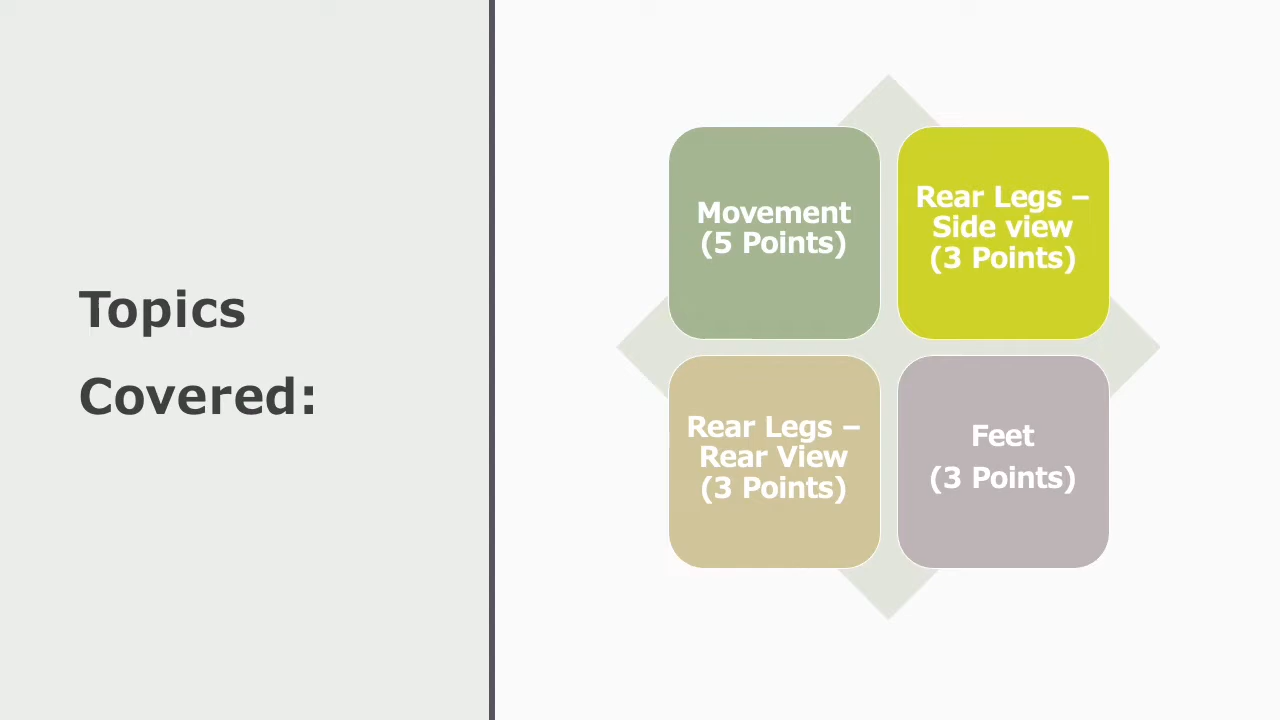 Topics
Covered:
Movement
(5 Points)
Rear Legs –
Side view
(3 Points)
Rear Legs –
Rear View
(3 Points)
Feet
(3 Points)